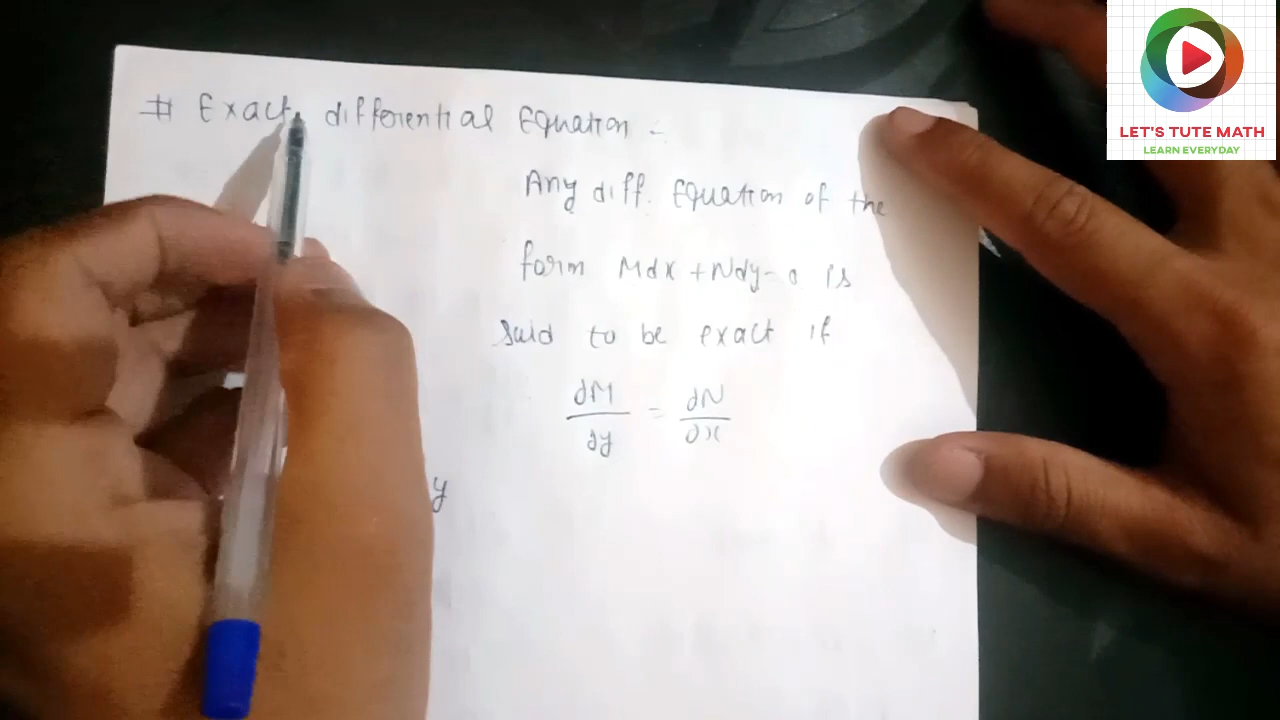 # Exact differential Equation -
Any diff. Equation of the
form Mdx + Ndy = 0 is
said to be exact if
∂M/∂y = ∂N/∂x
y
LET'S TUTE MATH
LEARN EVERYDAY